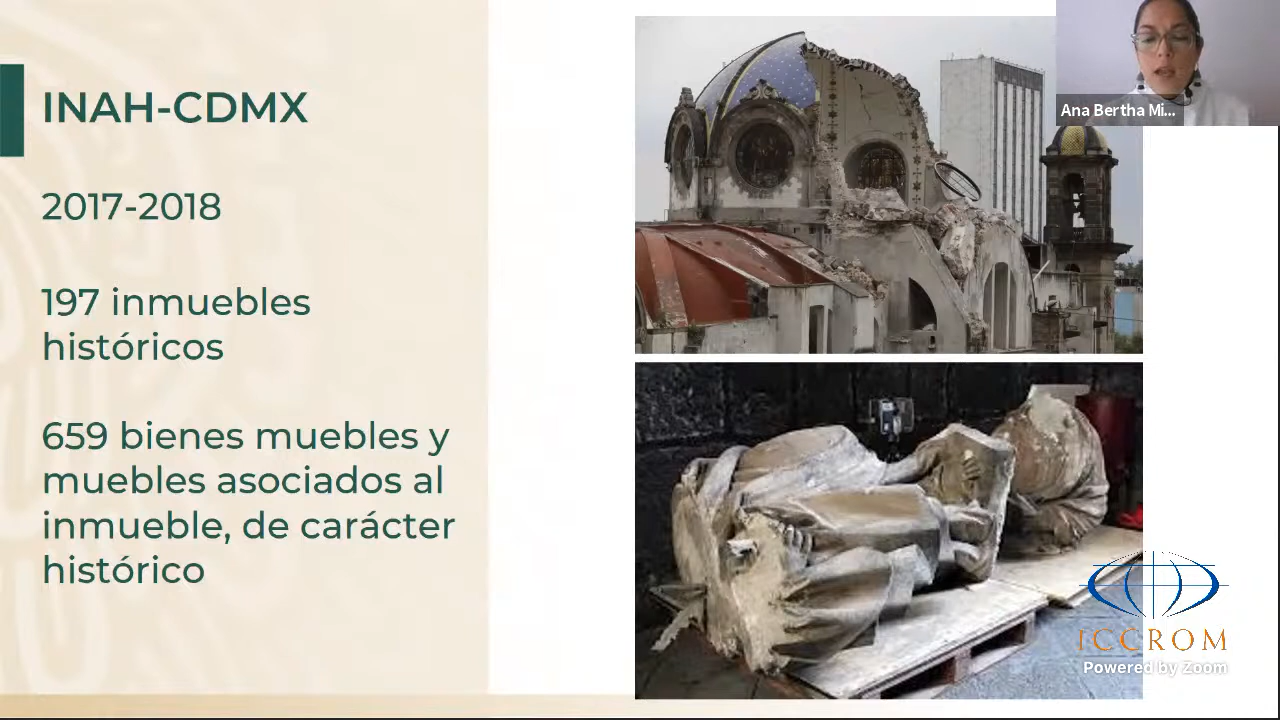 INAH-CDMX
2017-2018
197 inmuebles
históricos
659 bienes muebles y
muebles asociados al
inmueble, de carácter
histórico
Ana Bertha Mi...
ICCROM
Powered by Zoom